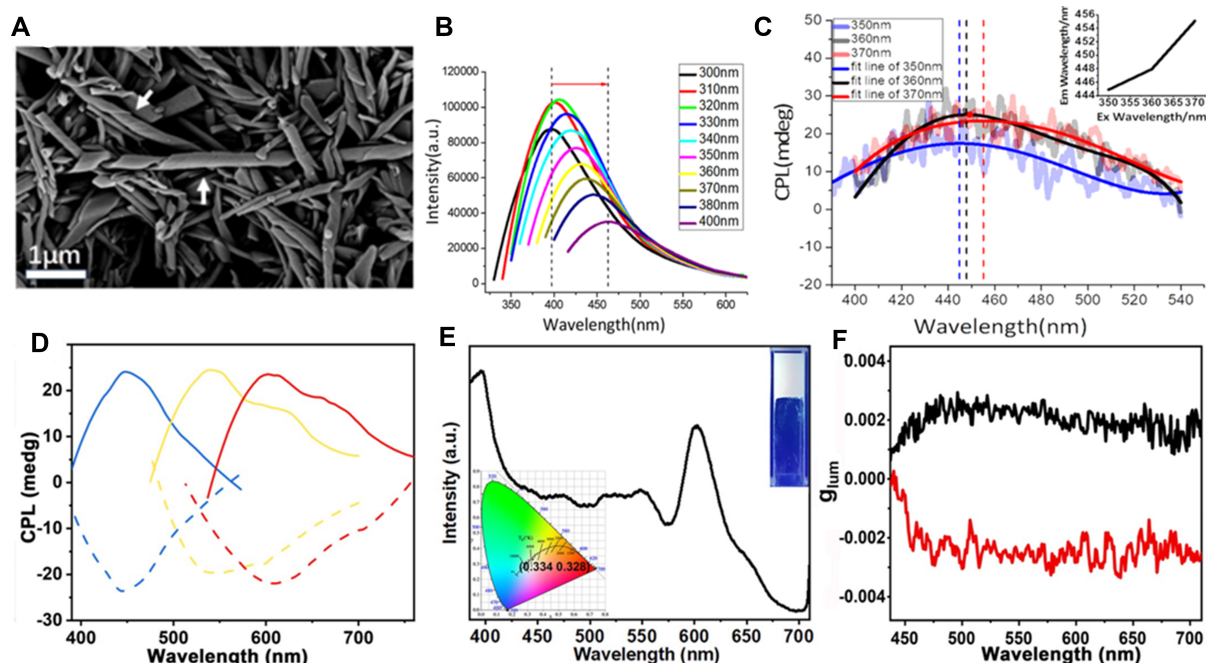 A
1μm
B
120000
100000
80000
60000
40000
20000
0
Intensity(a.u.)
350 400 450 500 550 600
Wavelength(nm)
300nm
310nm
320nm
330nm
340nm
350nm
360nm
370nm
380nm
400nm
C
50
40
30
20
10
0
-10
-20
CPL(mdeg)
350nm
360nm
370nm
fit line of 350nm
fit line of 360nm
fit line of 370nm
400 420 440 460 480 500 520 540
Wavelength(nm)
456
454
452
450
448
446
444
Em Wavelength/nm
350 355 360 365 370
Ex Wavelength/nm
D
20
10
0
-10
-20
-30
CPL (medg)
400 500 600 700
Wavelength (nm)
E
Intensity (a.u.)
(0.334 0.328)
400 450 500 550 600 650 700
Wavelength (nm)
F
0.004
0.002
0.000
-0.002
-0.004
glum
450 500 550 600 650 700
Wavelength (nm)